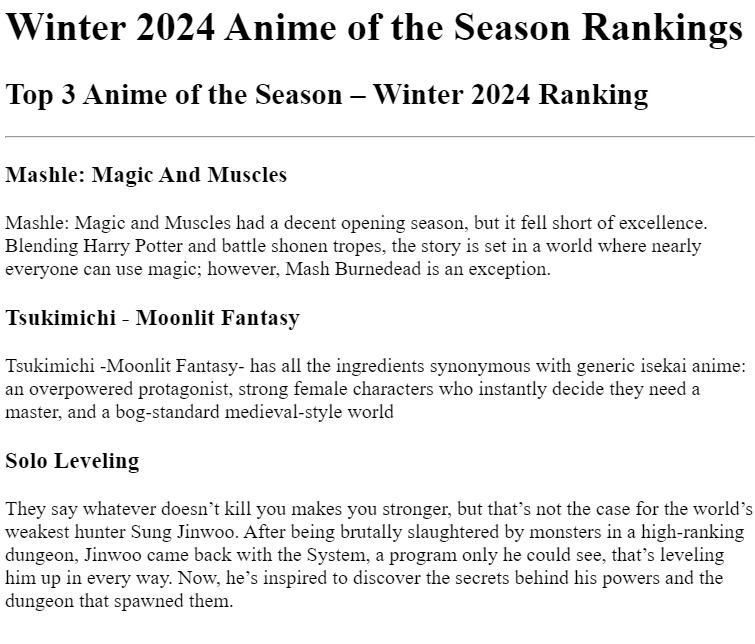 Winter 2024 Anime of the Season Rankings
Top 3 Anime of the Season – Winter 2024 Ranking
Mashle: Magic And Muscles
Mashle: Magic and Muscles had a decent opening season, but it fell short of excellence.
Blending Harry Potter and battle shonen tropes, the story is set in a world where nearly
everyone can use magic; however, Mash Burnedead is an exception.
Tsukimichi - Moonlit Fantasy
Tsukimichi -Moonlit Fantasy- has all the ingredients synonymous with generic isekai anime:
an overpowered protagonist, strong female characters who instantly decide they need a
master, and a bog-standard medieval-style world
Solo Leveling
They say whatever doesn’t kill you makes you stronger, but that’s not the case for the world’s
weakest hunter Sung Jinwoo. After being brutally slaughtered by monsters in a high-ranking
dungeon, Jinwoo came back with the System, a program only he could see, that’s leveling
him up in every way. Now, he’s inspired to discover the secrets behind his powers and the
dungeon that spawned them.